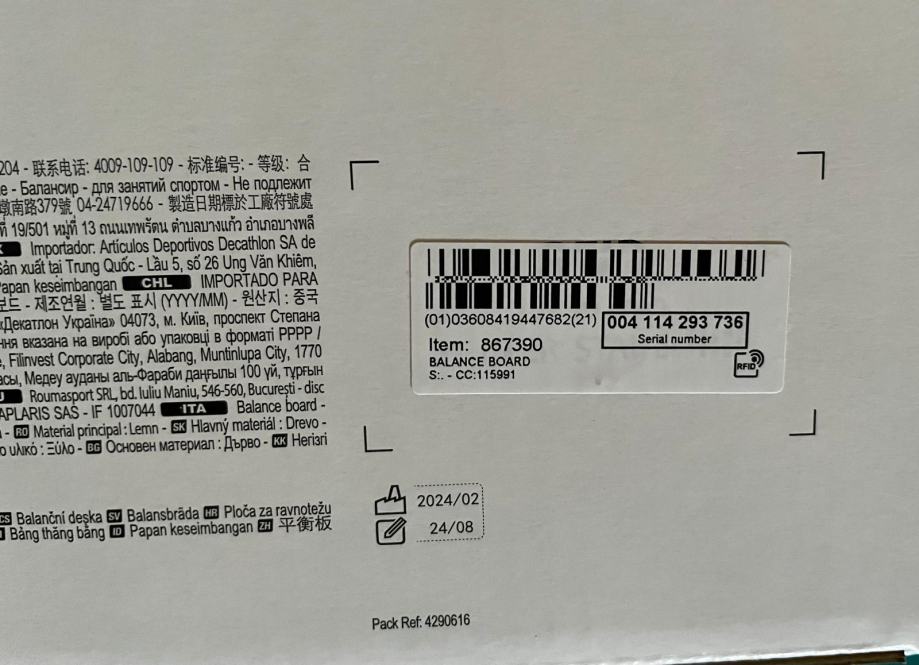 204 - 联系电话: 4009-109-109 - 标准编号: - 等级: 合
e - Балансир - для занятий спортом - Не подлежит
墩南路379號 04-24719666 - 製造日期標於工廠符號處
ที่ 19/501 หมู่ที่ 13 ถนนเทพรัตน ตำบลบางแก้ว อำเภอบางพลี
Importador: Artículos Deportivos Decathlon SA de
Sản xuất tại Trung Quốc - Lầu 5, số 26 Ung Văn Khiêm,
Papan keseimbangan CHL IMPORTADO PARA
보드 - 제조연월 : 별도 표시 (YYYY/MM) - 원산지 : 중국
«Декатлон Україна» 04073, м. Київ, проспект Степана
ння вказана на виробі або упаковці в форматі РРРР /
e, Filinvest Corporate City, Alabang, Muntinlupa City, 1770
асы, Медеу ауданы аль-Фараби даңғылы 100 үй, тұрғын
Roumasport SRL, bd. Iuliu Maniu, 546-560, Bucureşti - disc
APLARIS SAS - IF 1007044 ITA Balance board -
- RO Material principal : Lemn - SK Hlavný materiál : Drevo -
ο υλικό : Ξύλο - BG Основен материал : Дърво - KK Негізгі
CS Balanční deska SV Balansbräda HR Ploča za ravnotežu
Bảng thăng bằng ID Papan keseimbangan ZH 平衡板
(01)03608419447682(21)
004 114 293 736
Serial number
Item: 867390
BALANCE BOARD
S:. - CC:115991
RFID
2024/02
24/08
Pack Ref: 4290616